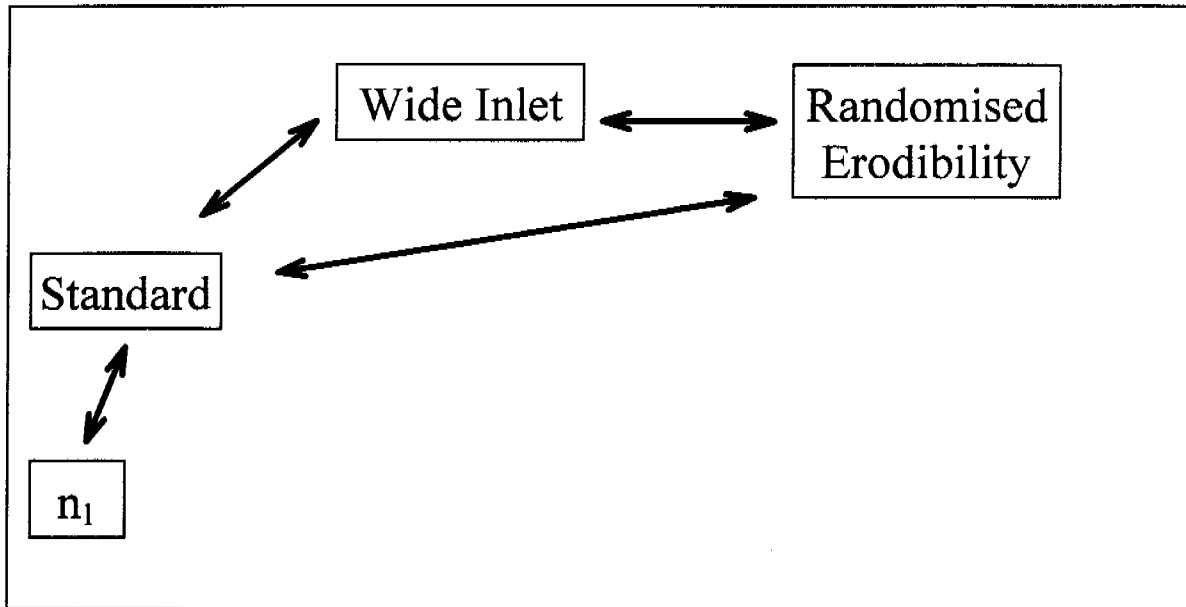 Wide Inlet
Randomised
Erodibility
Standard
n₁